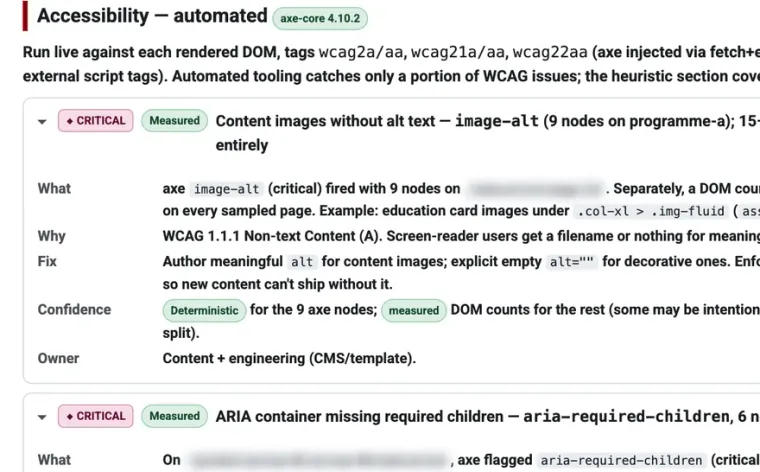 Accessibility — automated axe-core 4.10.2
Run live against each rendered DOM, tags wcag2a/aa, wcag21a/aa, wcag22aa (axe injected via fetch+e
external script tags). Automated tooling catches only a portion of WCAG issues; the heuristic section cove
♦ CRITICAL Measured Content images without alt text — image-alt (9 nodes on programme-a); 15-
entirely
What axe image-alt (critical) fired with 9 nodes on . Separately, a DOM cou
on every sampled page. Example: education card images under .col-xl > .img-fluid ( as
Why WCAG 1.1.1 Non-text Content (A). Screen-reader users get a filename or nothing for meaning
Fix Author meaningful alt for content images; explicit empty alt="" for decorative ones. Enfo
so new content can't ship without it.
Confidence Deterministic for the 9 axe nodes; measured DOM counts for the rest (some may be intention
split).
Owner Content + engineering (CMS/template).
♦ CRITICAL Measured ARIA container missing required children — aria-required-children, 6 n
What On , axe flagged aria-required-children (critical